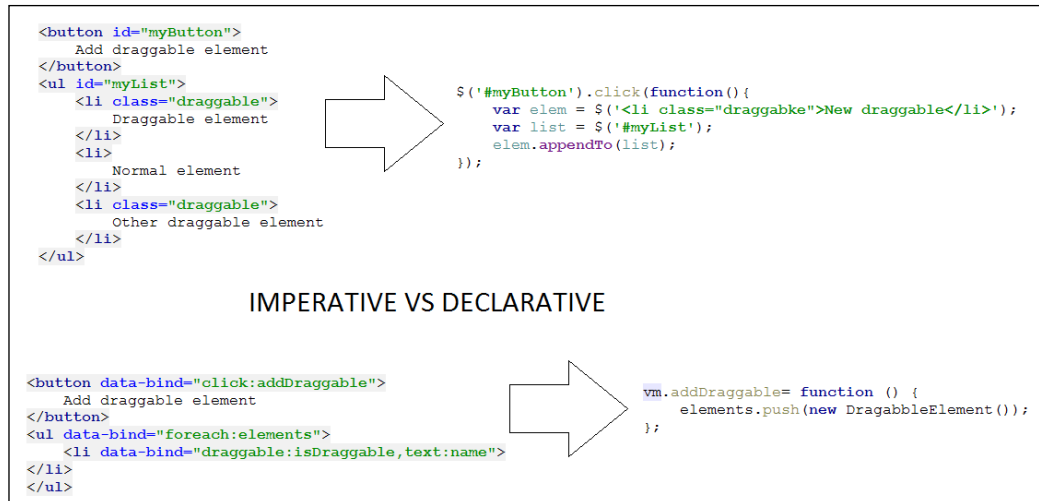 <button id="myButton">
    Add draggable element
</button>
<ul id="myList">
    <li class="draggable">
        Draggable element
    </li>
    <li>
        Normal element
    </li>
    <li class="draggable">
        Other draggable element
    </li>
</ul>
$('#myButton').click(function(){
    var elem = $('<li class="draggabke">New draggable</li>');
    var list = $('#myList');
    elem.appendTo(list);
});
IMPERATIVE VS DECLARATIVE
<button data-bind="click:addDraggable">
    Add draggable element
</button>
<ul data-bind="foreach:elements">
    <li data-bind="draggable:isDraggable,text:name">
</li>
</ul>
vm.addDraggable= function () {
    elements.push(new DragabbleElement());
};